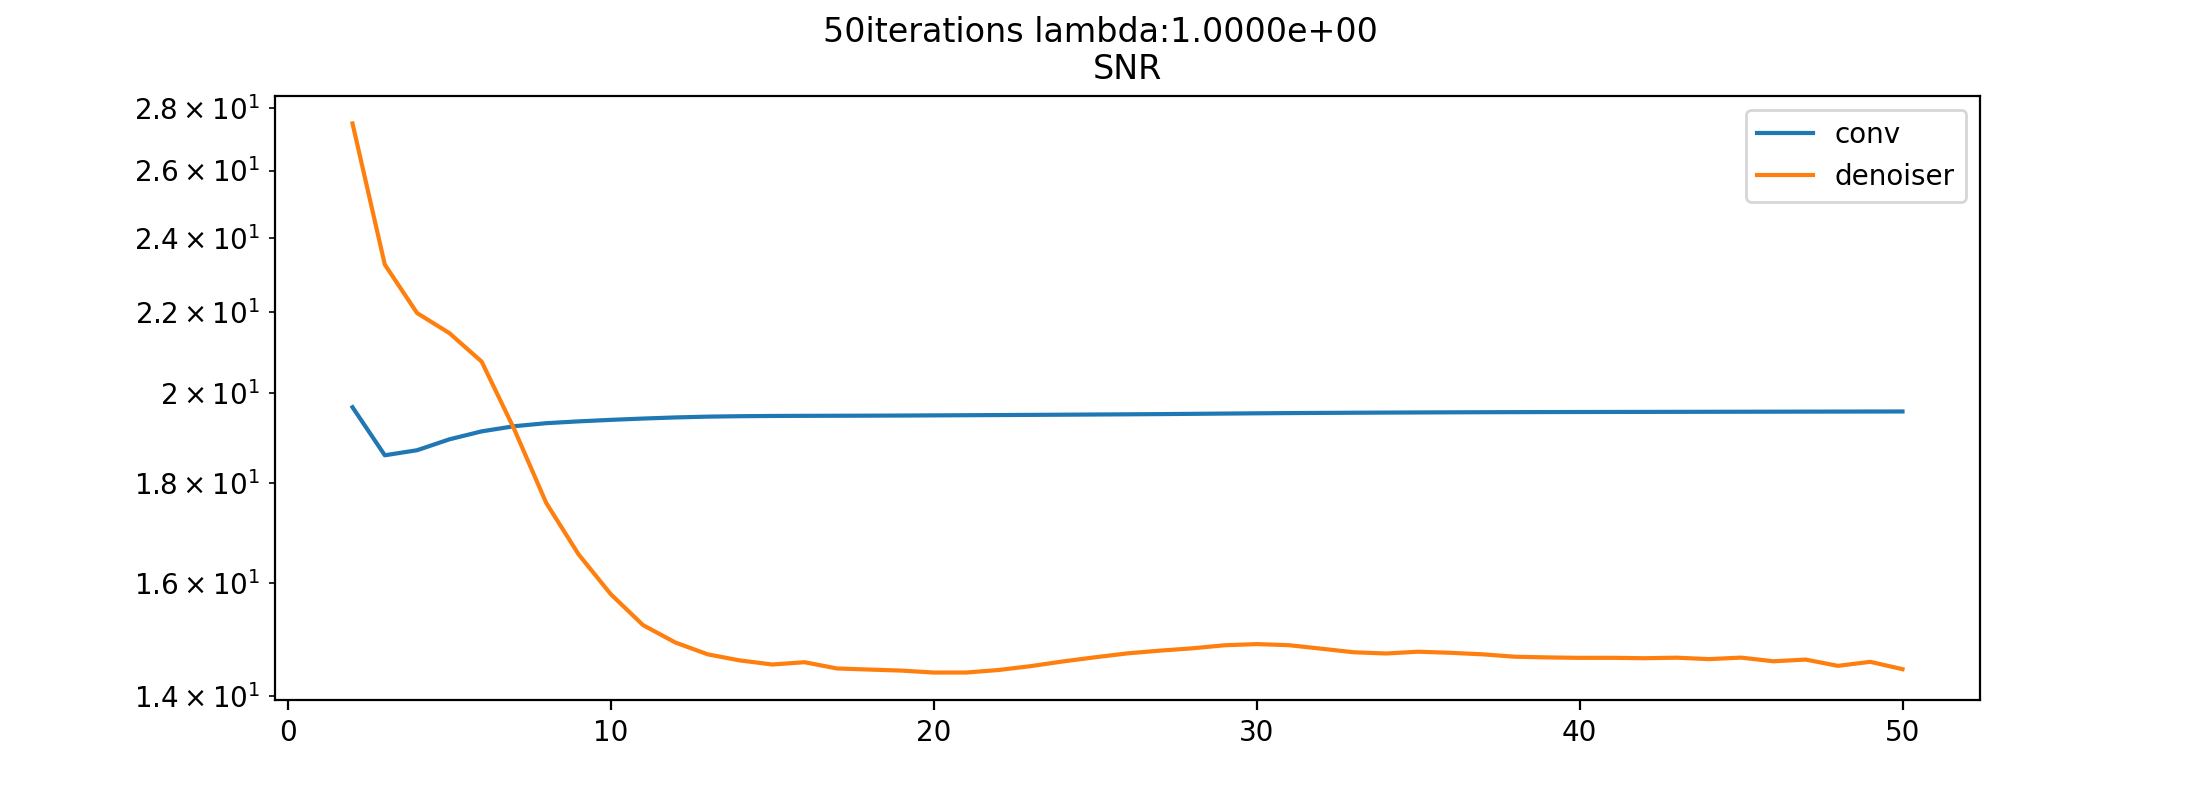 50iterations lambda:1.0000e+00
SNR
2.8 × 10¹
2.6 × 10¹
2.4 × 10¹
2.2 × 10¹
2 × 10¹
1.8 × 10¹
1.6 × 10¹
1.4 × 10¹
conv
denoiser
0 10 20 30 40 50